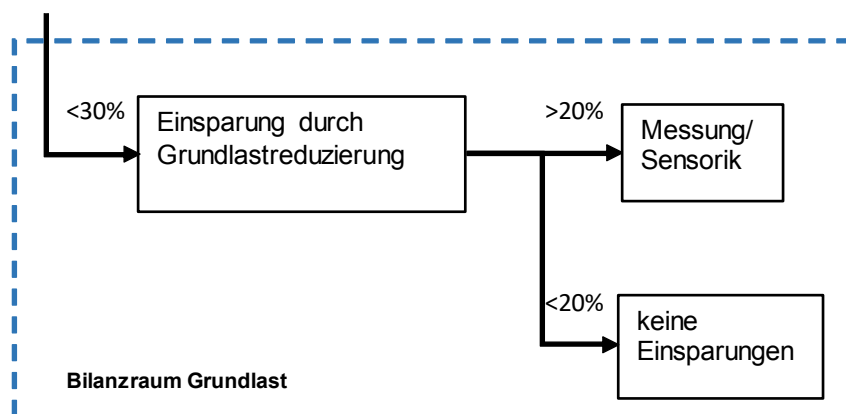 <30%
Einsparung durch
Grundlastreduzierung
>20%
Messung/
Sensorik
<20%
keine
Einsparungen
Bilanzraum Grundlast